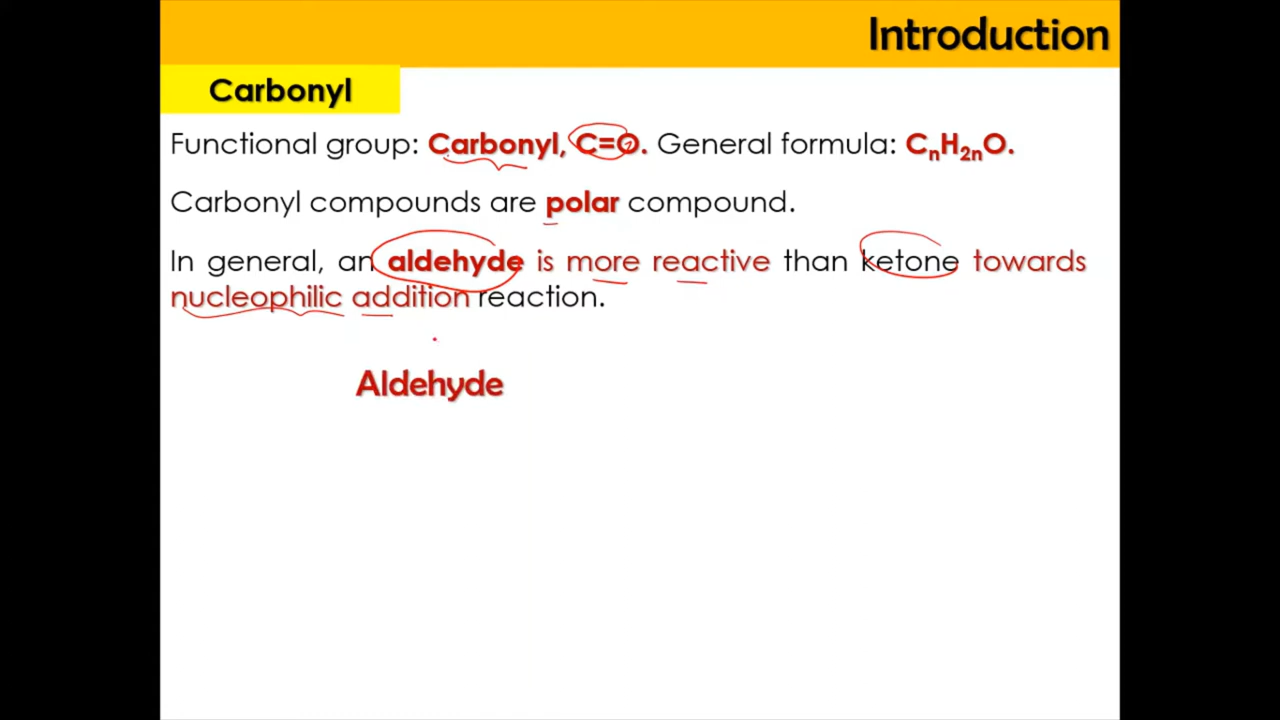 Introduction
Carbonyl
Functional group: Carbonyl, C=O. General formula: CₙH₂ₙO.
Carbonyl compounds are polar compound.
In general, an aldehyde is more reactive than ketone towards
nucleophilic addition reaction.
Aldehyde